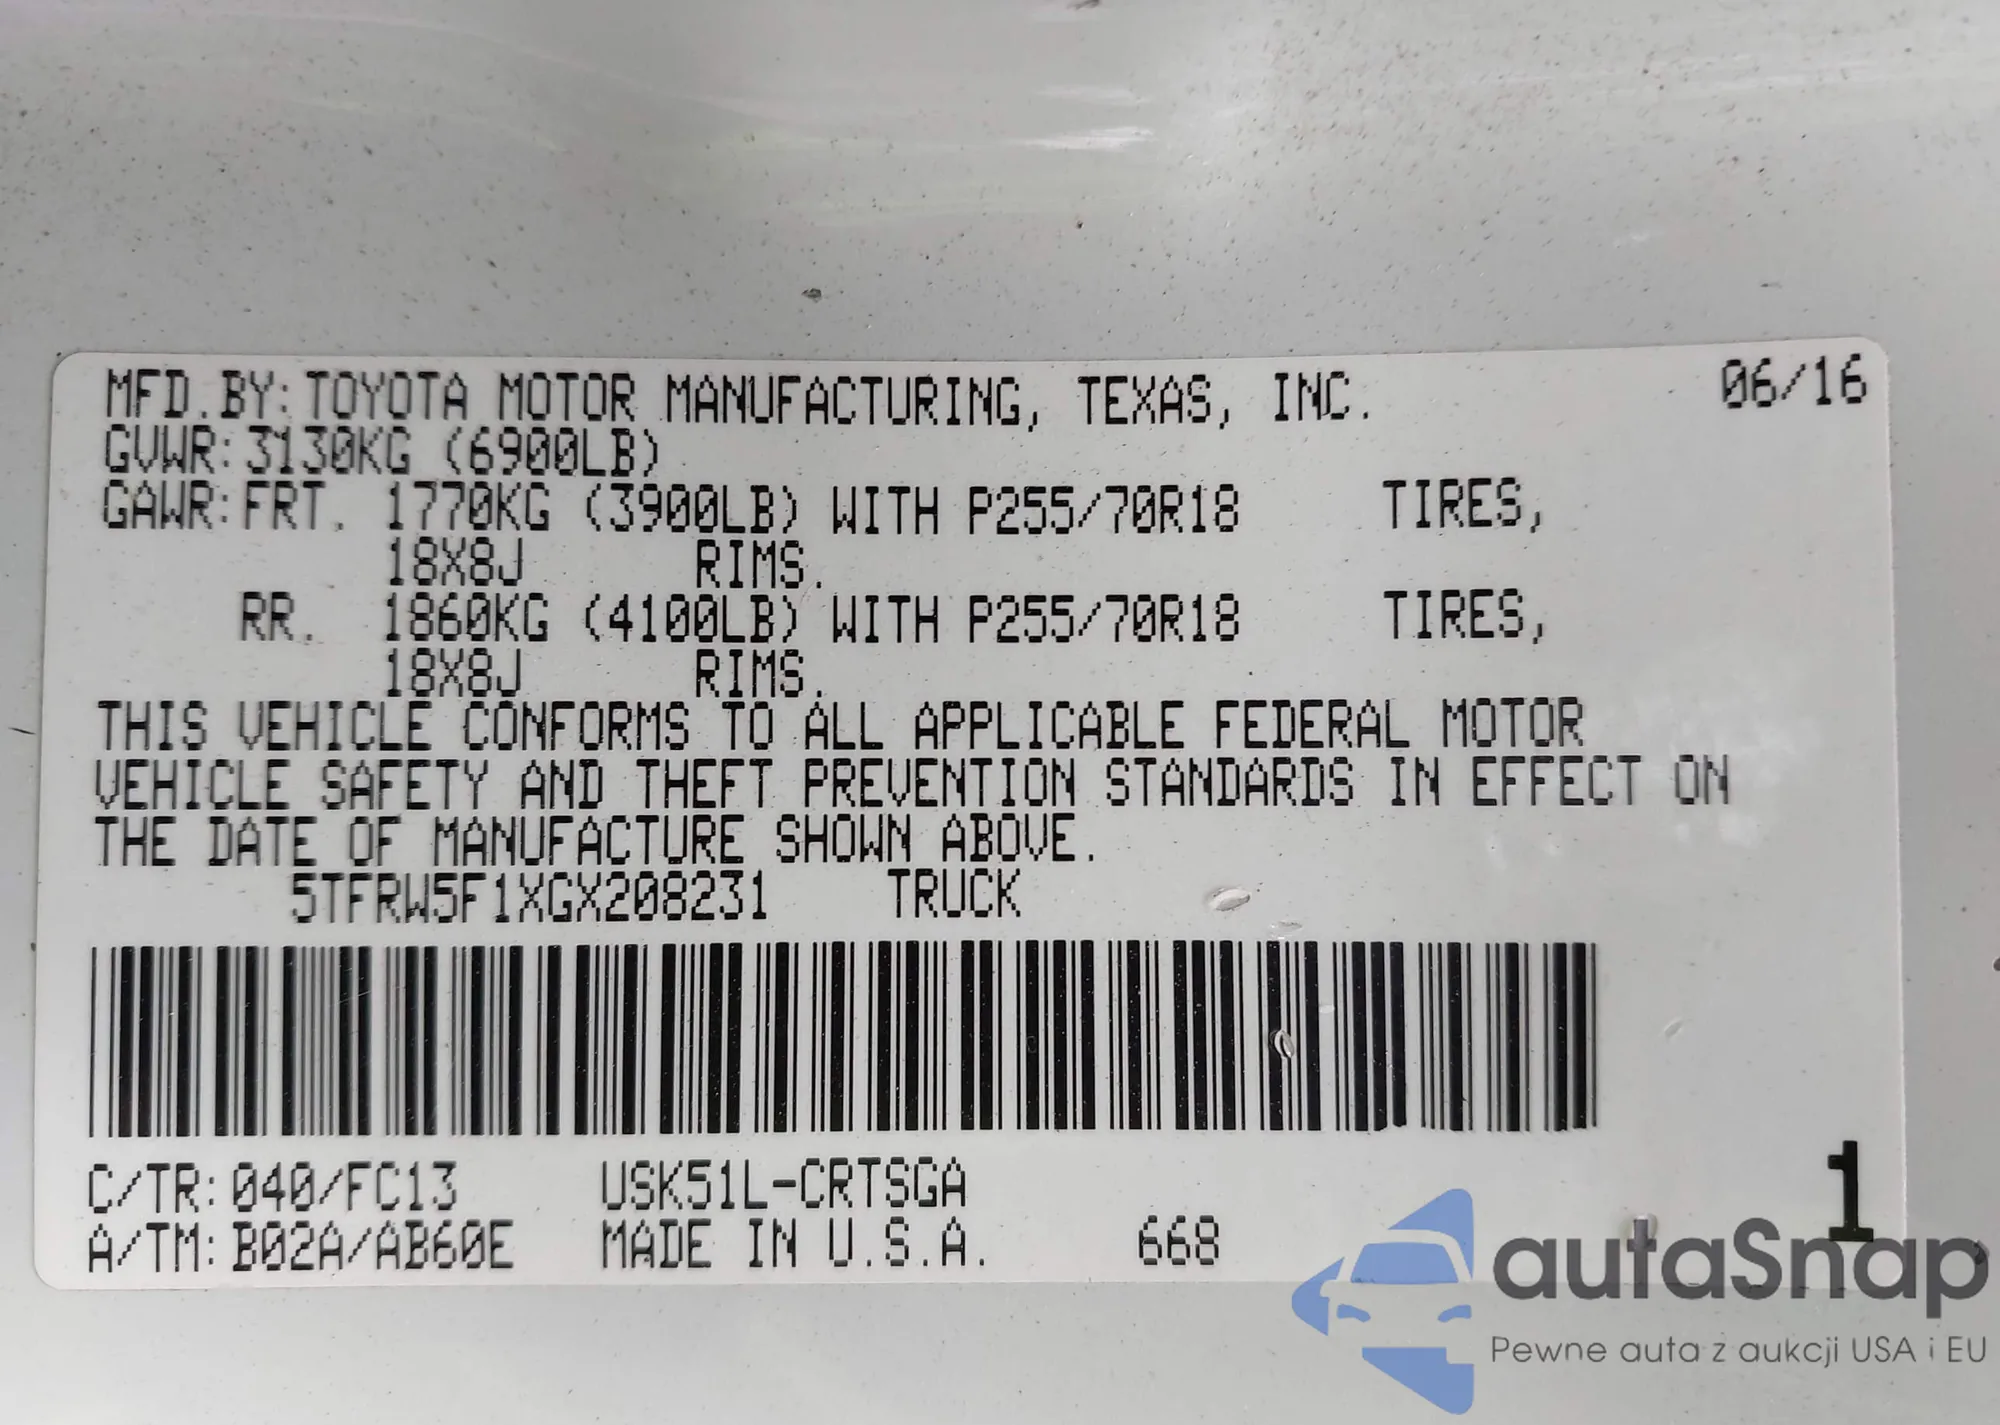 MFD.BY:TOYOTA MOTOR MANUFACTURING, TEXAS, INC. 06/16
GVWR:3130KG (6900LB)
GAWR:FRT. 1770KG (3900LB) WITH P255/70R18 TIRES,
18X8J RIMS.
RR. 1860KG (4100LB) WITH P255/70R18 TIRES,
18X8J RIMS.
THIS VEHICLE CONFORMS TO ALL APPLICABLE FEDERAL MOTOR
VEHICLE SAFETY AND THEFT PREVENTION STANDARDS IN EFFECT ON
THE DATE OF MANUFACTURE SHOWN ABOVE.
5TFRW5F1XGX208231 TRUCK
C/TR:040/FC13 USK51L-CRTSGA
A/TM:B02A/AB60E MADE IN U.S.A. 668
1
autaSnap
Pewne auta z aukcji USA i EU